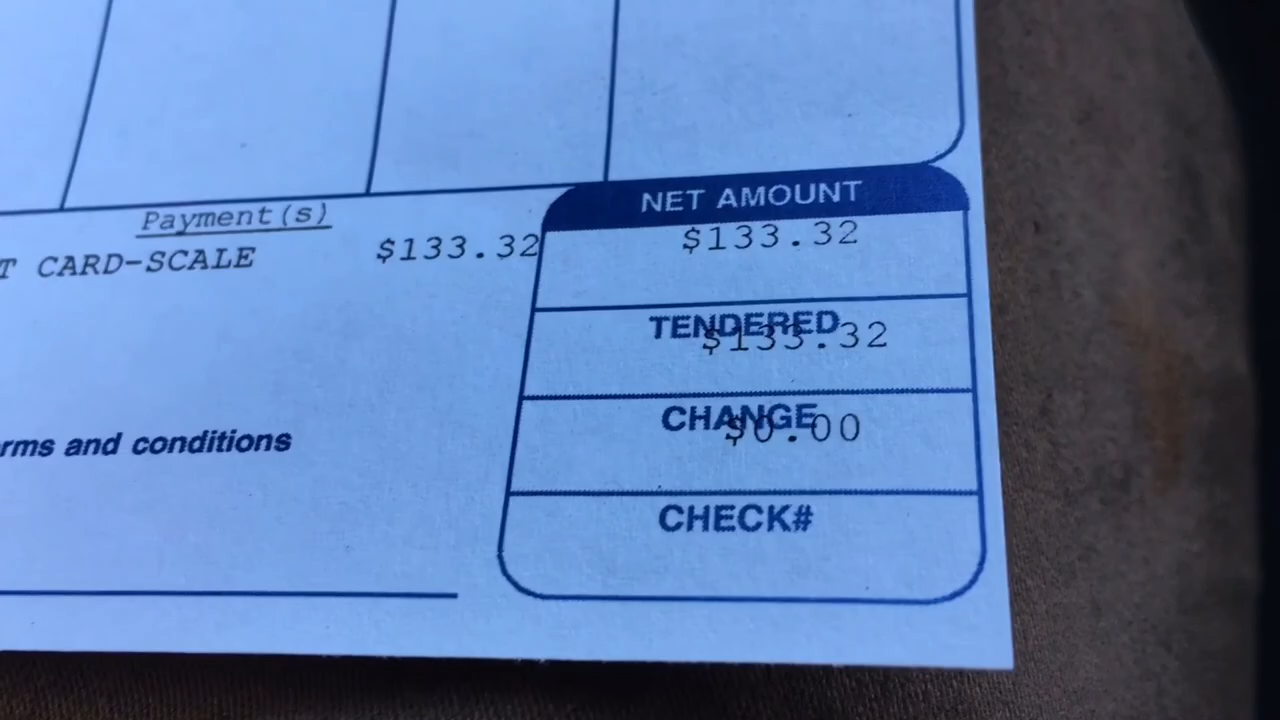 NET AMOUNT
Payment(s)
$133.32
T CARD-SCALE $133.32
TENDERED
$133.32
CHANGE
$0.00
rms and conditions
CHECK#